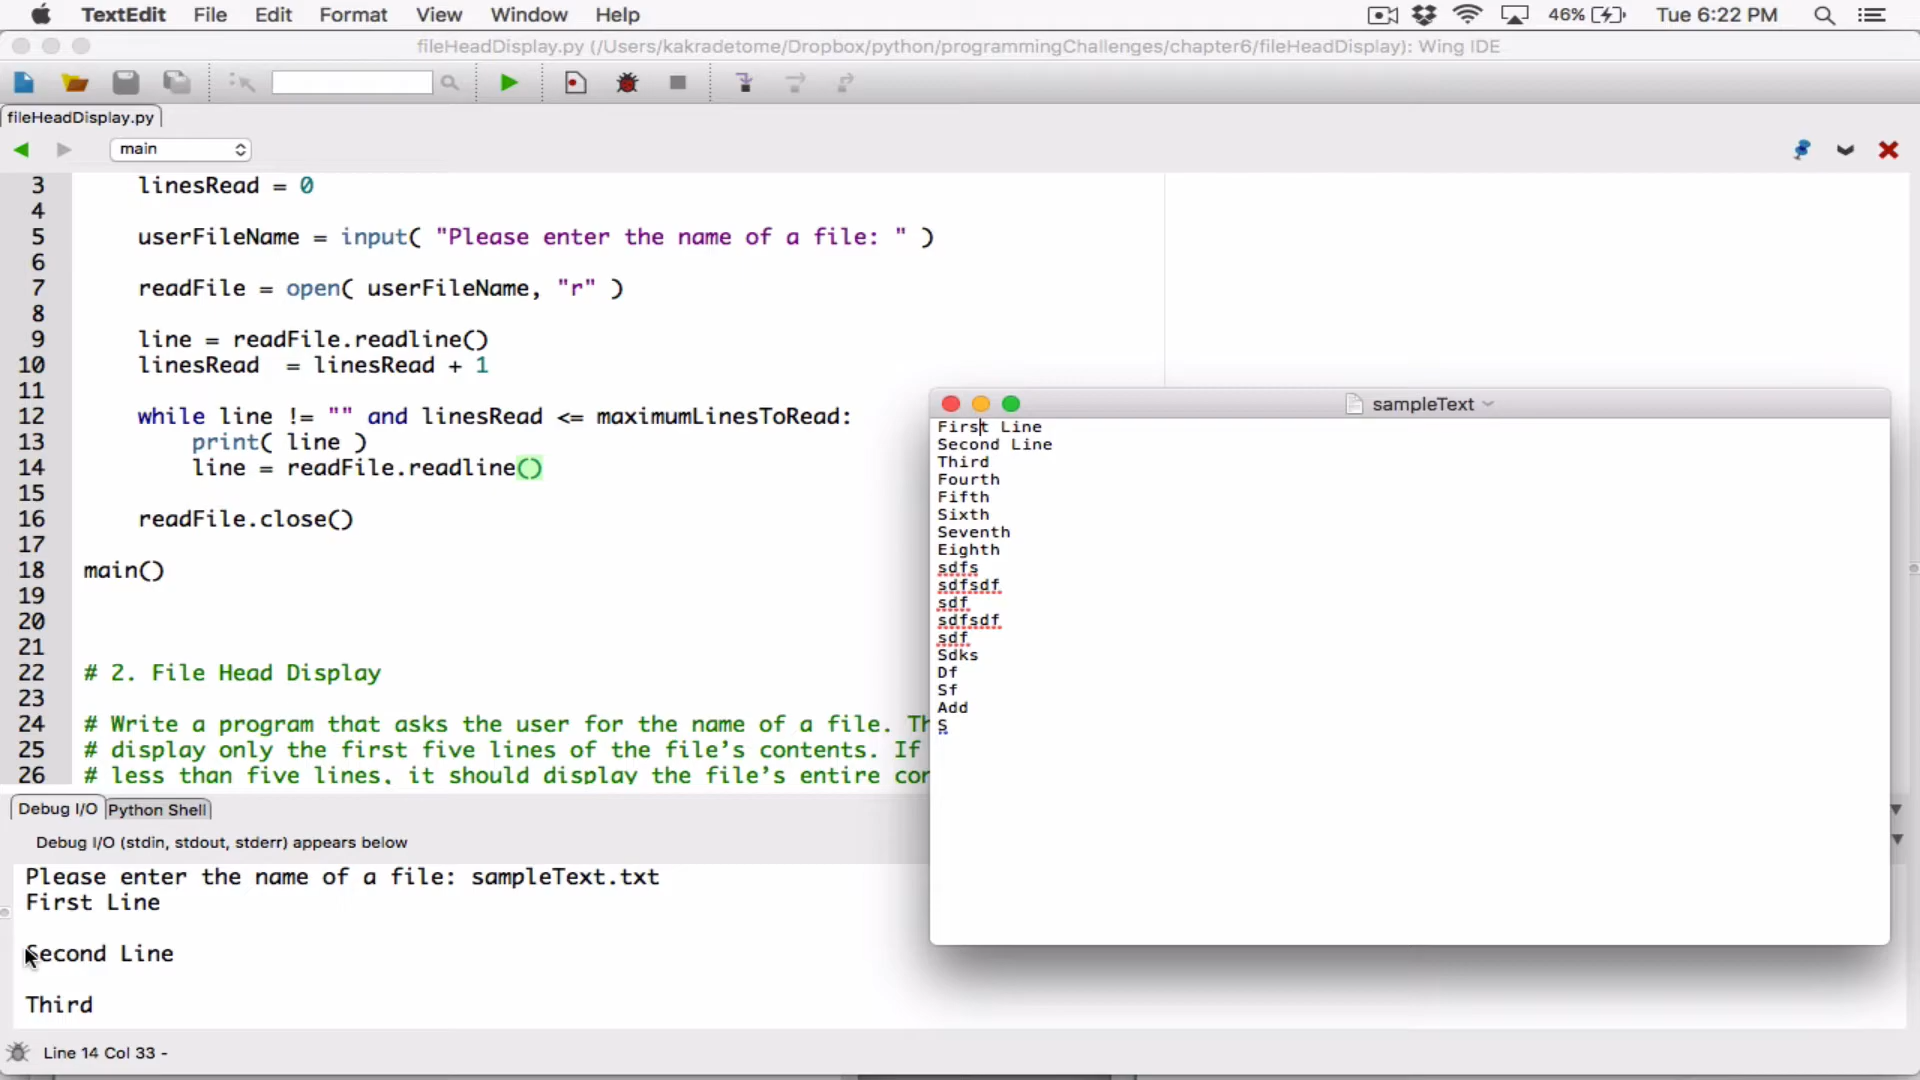 TextEdit File Edit Format View Window Help 46% Tue 6:22 PM
fileHeadDisplay.py (/Users/kakradetome/Dropbox/python/programmingChallenges/chapter6/fileHeadDisplay): Wing IDE
fileHeadDisplay.py
main
3 linesRead = 0
4
5 userFileName = input( "Please enter the name of a file: " )
6
7 readFile = open( userFileName, "r" )
8
9 line = readFile.readline()
10 linesRead  = linesRead + 1
11
12 while line != "" and linesRead <= maximumLinesToRead:
13 print( line )
14 line = readFile.readline()
15
16 readFile.close()
17
18 main()
19
20
21
22 # 2. File Head Display
23
24 # Write a program that asks the user for the name of a file. Th
25 # display only the first five lines of the file’s contents. If
26 # less than five lines, it should display the file’s entire con
sampleText
First Line
Second Line
Third
Fourth
Fifth
Sixth
Seventh
Eighth
sdfs
sdfsdf
sdf
sdfsdf
sdf
Sdks
Df
Sf
Add
S
Debug I/O Python Shell
Debug I/O (stdin, stdout, stderr) appears below
Please enter the name of a file: sampleText.txt
First Line
Second Line
Third
Line 14 Col 33 -